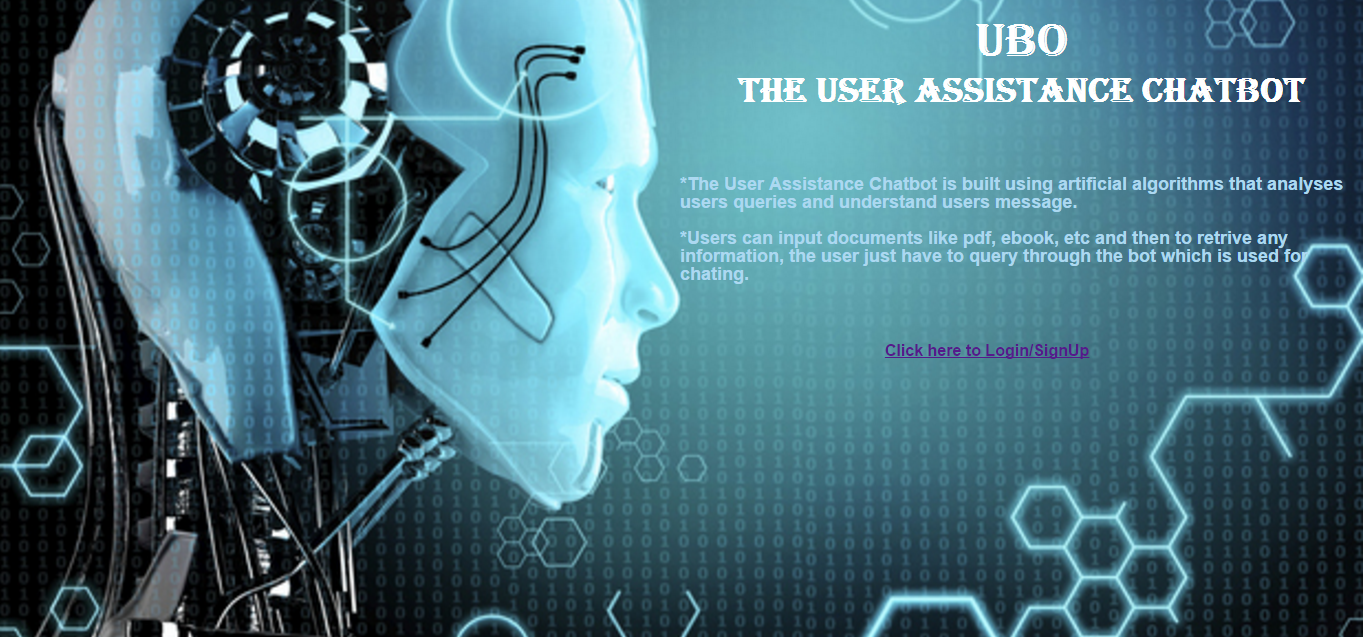 UBO
THE USER ASSISTANCE CHATBOT
*The User Assistance Chatbot is built using artificial algorithms that analyses
users queries and understand users message.
*Users can input documents like pdf, ebook, etc and then to retrive any
information, the user just have to query through the bot which is used for
chating.
Click here to Login/SignUp